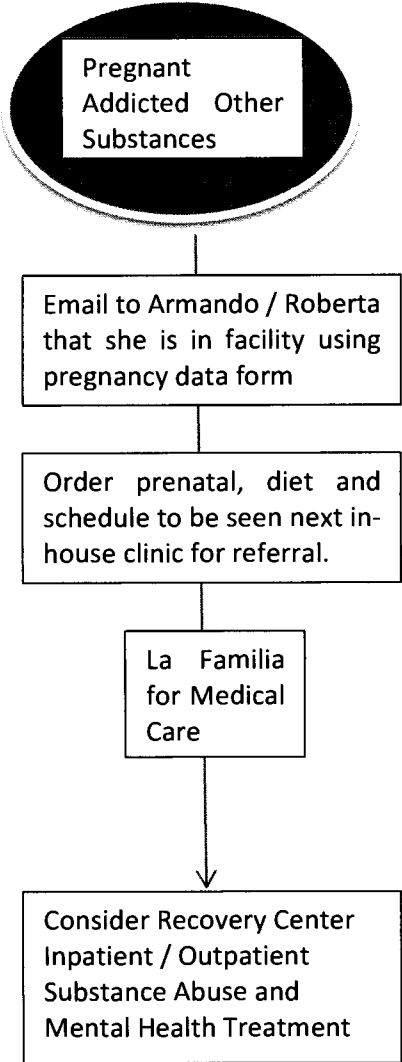 Pregnant
Addicted Other
Substances
Email to Armando / Roberta
that she is in facility using
pregnancy data form
Order prenatal, diet and
schedule to be seen next in-
house clinic for referral.
La Familia
for Medical
Care
Consider Recovery Center
Inpatient / Outpatient
Substance Abuse and
Mental Health Treatment